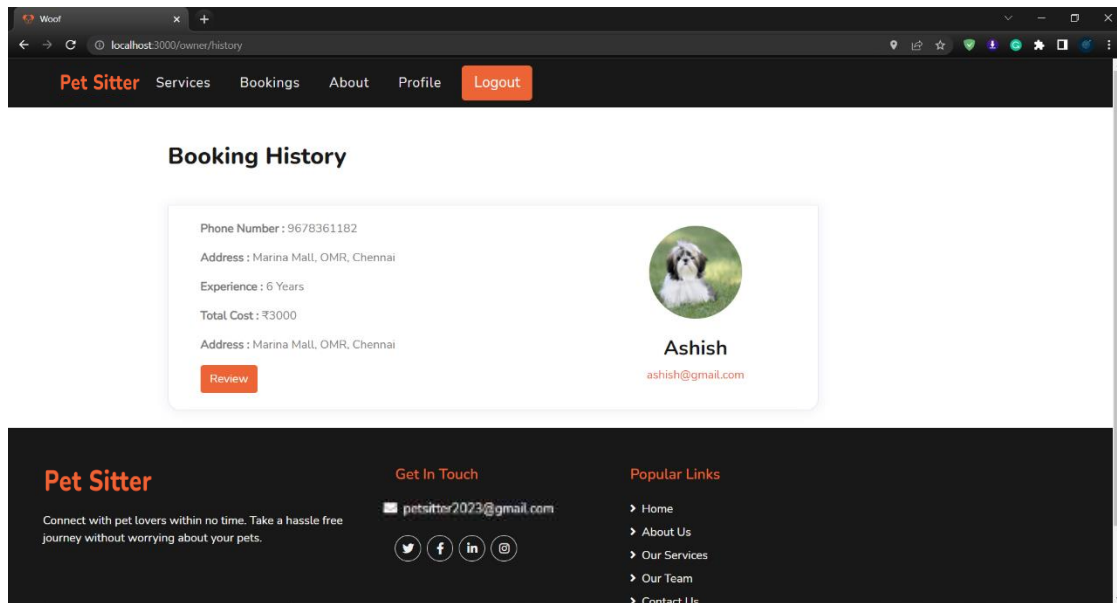 Woof
localhost:3000/owner/history
Pet Sitter Services Bookings About Profile Logout
Booking History
Phone Number : 9678361182
Address : Marina Mall, OMR, Chennai
Experience : 6 Years
Total Cost : ₹3000
Address : Marina Mall, OMR, Chennai
Review
Ashish
ashish@gmail.com
Pet Sitter
Connect with pet lovers within no time. Take a hassle free
journey without worrying about your pets.
Get In Touch
petsitter2023@gmail.com
Popular Links
Home
About Us
Our Services
Our Team
Contact Us